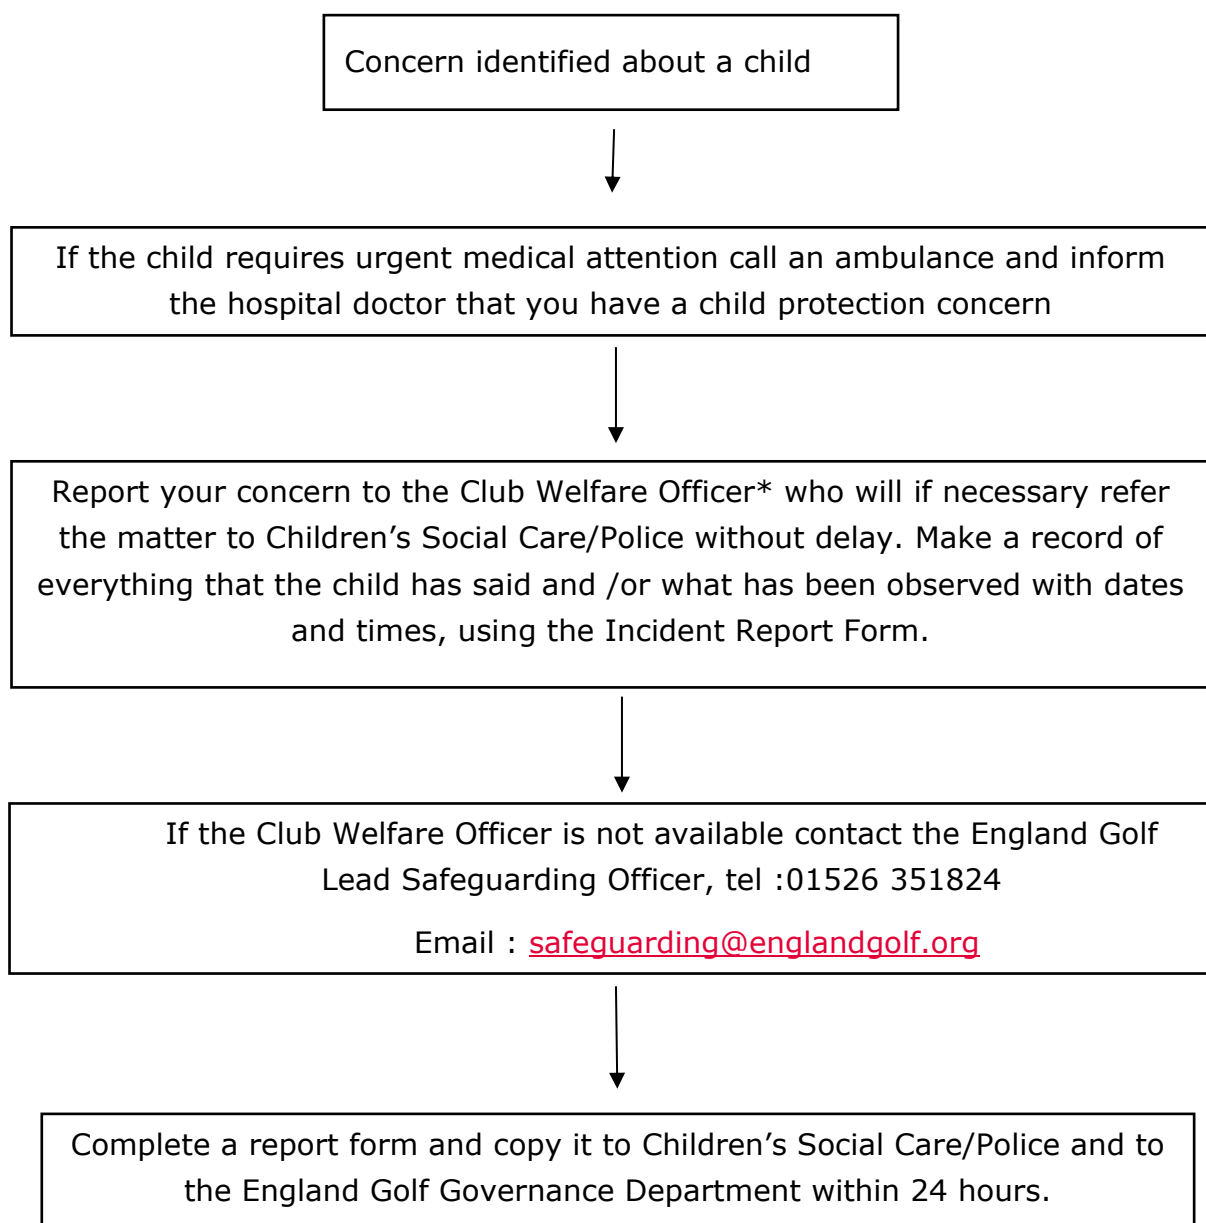 Concern identified about a child
If the child requires urgent medical attention call an ambulance and inform
the hospital doctor that you have a child protection concern
Report your concern to the Club Welfare Officer* who will if necessary refer
the matter to Children’s Social Care/Police without delay. Make a record of
everything that the child has said and /or what has been observed with dates
and times, using the Incident Report Form.
If the Club Welfare Officer is not available contact the England Golf
Lead Safeguarding Officer, tel :01526 351824
Email : safeguarding@englandgolf.org
Complete a report form and copy it to Children’s Social Care/Police and to
the England Golf Governance Department within 24 hours.